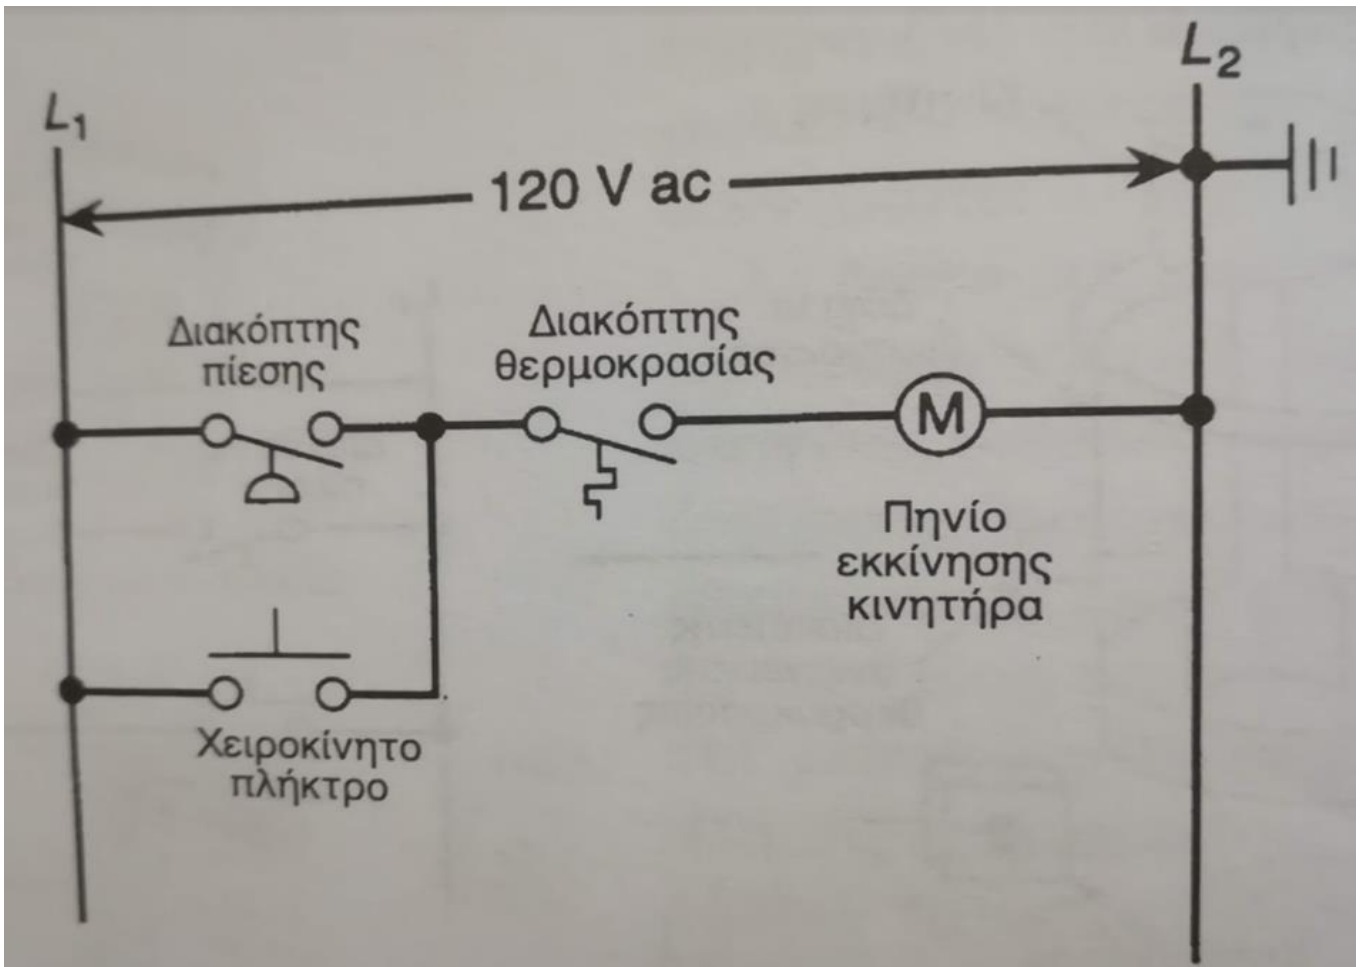 L₁
L₂
120 V ac
Διακόπτης
πίεσης
Διακόπτης
θερμοκρασίας
M
Πηνίο
εκκίνησης
κινητήρα
Χειροκίνητο
πλήκτρο